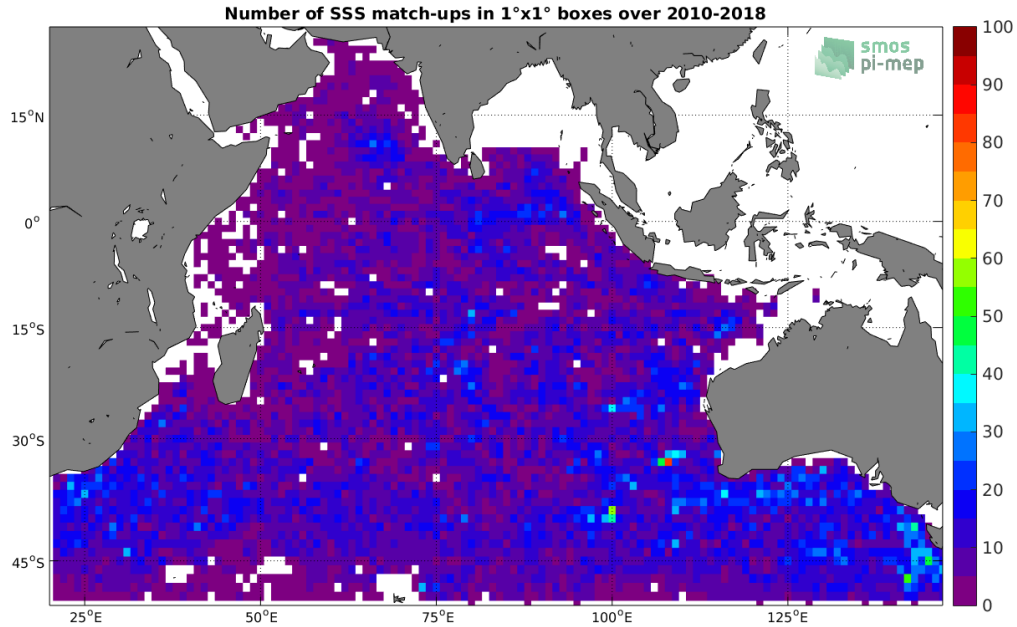 Number of SSS match-ups in 1°x1° boxes over 2010-2018
smos
pi-mep
100
90
80
70
60
50
40
30
20
10
0
15°N
0°
15°S
30°S
45°S
25°E
50°E
75°E
100°E
125°E